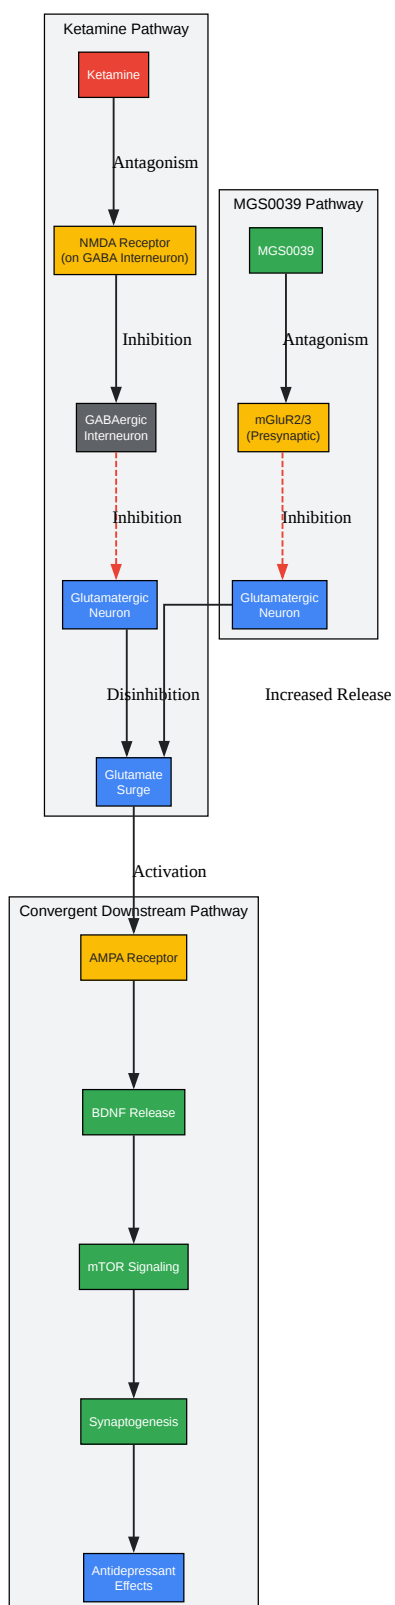 Ketamine Pathway
Ketamine
Antagonism
NMDA Receptor
(on GABA Interneuron)
Inhibition
GABAergic
Interneuron
Inhibition
Glutamatergic
Neuron
Disinhibition
Glutamate
Surge
MGS0039 Pathway
MGS0039
Antagonism
mGluR2/3
(Presynaptic)
Inhibition
Glutamatergic
Neuron
Increased Release
Activation
Convergent Downstream Pathway
AMPA Receptor
BDNF Release
mTOR Signaling
Synaptogenesis
Antidepressant
Effects